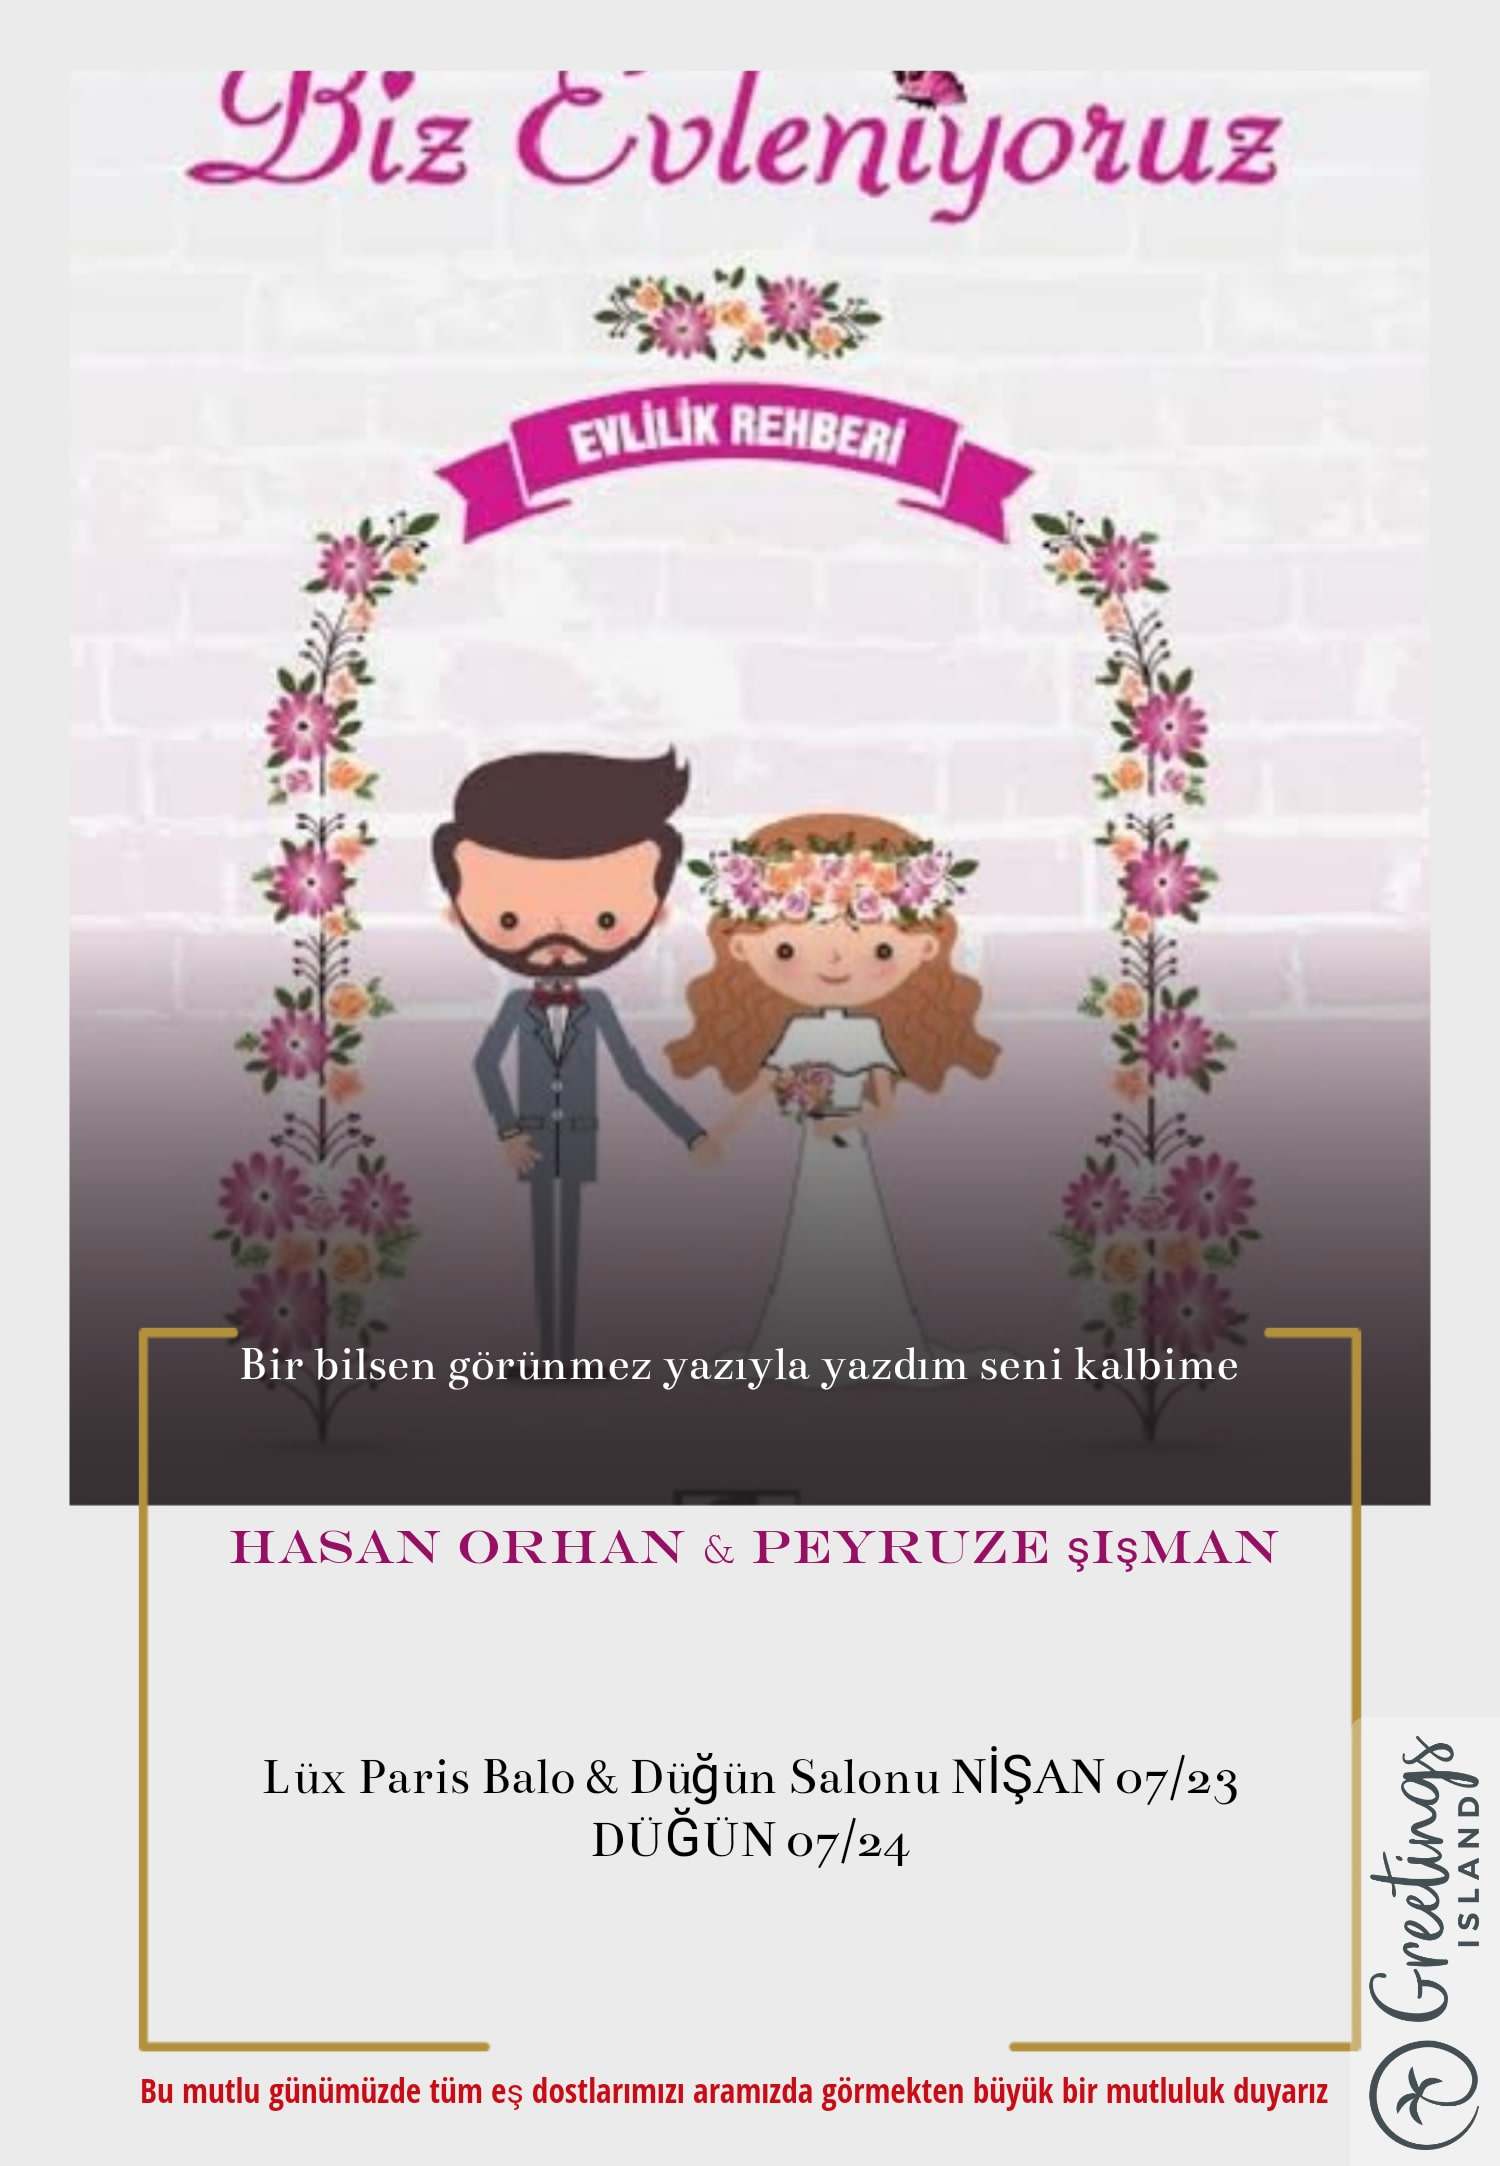 Biz Evleniyoruz
EVLİLİK REHBERİ
Bir bilsen görünmez yazıyla yazdım seni kalbime
HASAN ORHAN & PEYRUZE şIşMAN
Lüx Paris Balo & Düğün Salonu NİŞAN 07/23
DÜĞÜN 07/24
Bu mutlu günümüzde tüm eş dostlarımızı aramızda görmekten büyük bir mutluluk duyarız
Greetings
ISLAND